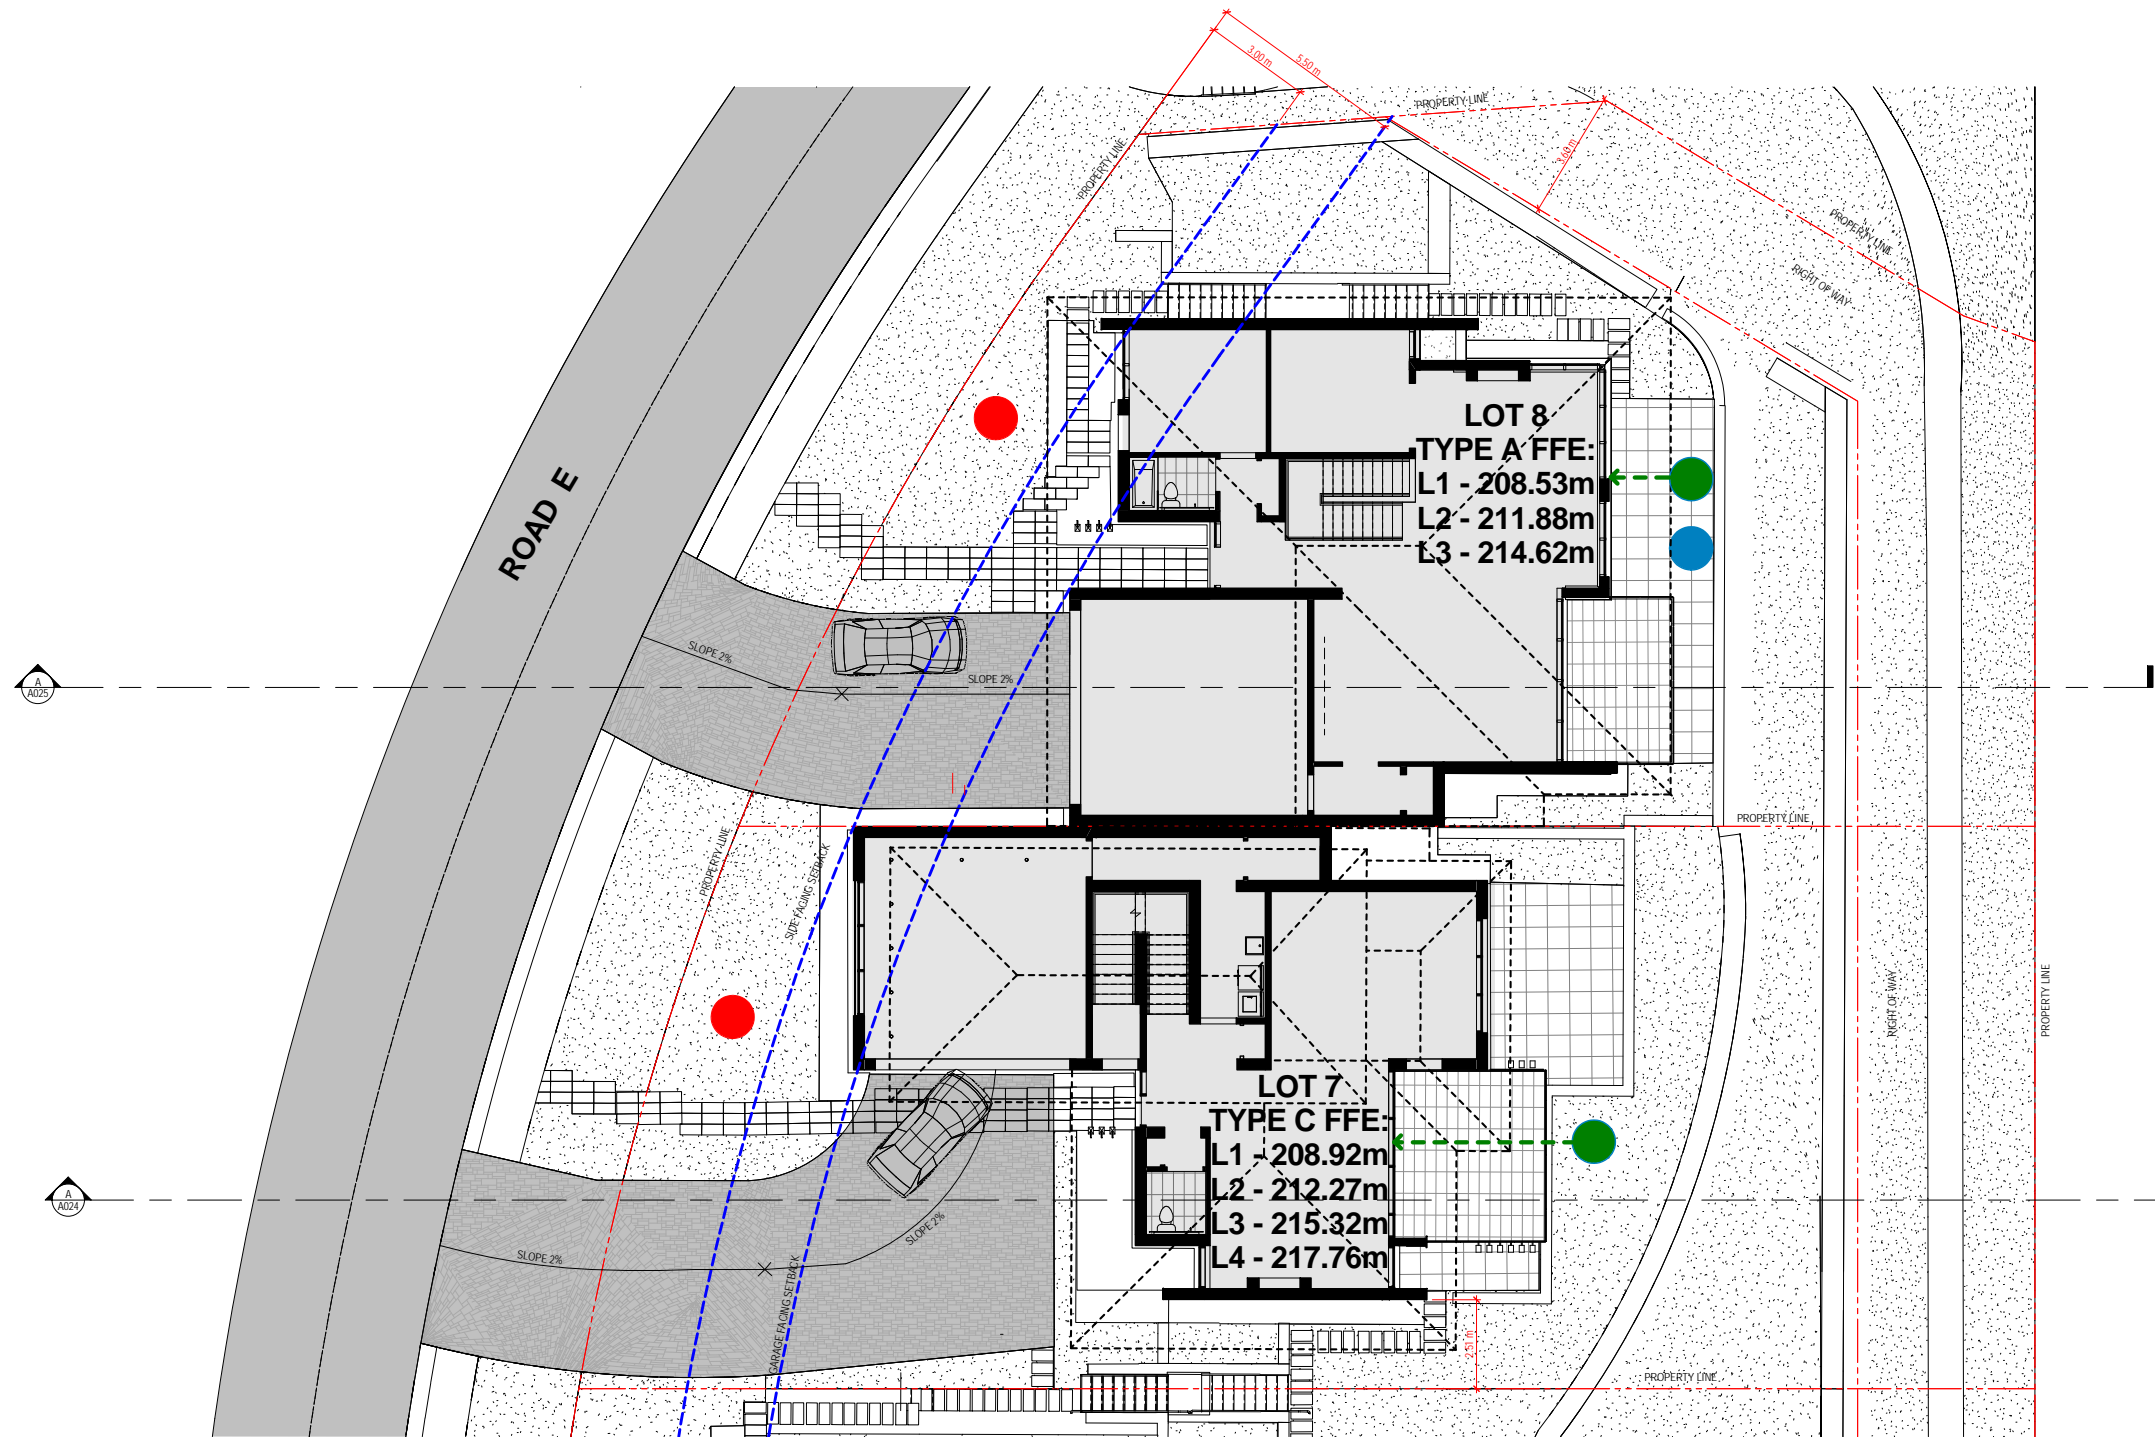 3.00 m
5.50 m
PROPERTY LINE
PROPERTY LINE
3.60 m
PROPERTY LINE
RIGHT OF WAY
LOT 8
TYPE A FFE:
L1 - 208.53m
L2 - 211.88m
L3 - 214.62m
ROAD E
SLOPE 2%
SLOPE 2%
A
A025
PROPERTY LINE
PROPERTY LINE
SIDE FACING SETBACK
RIGHT OF WAY
PROPERTY LINE
LOT 7
TYPE C FFE:
L1 - 208.92m
L2 - 212.27m
L3 - 215.32m
L4 - 217.76m
A
A024
SLOPE 2%
SLOPE 2%
GARAGE FACING SETBACK
2.51 m
PROPERTY LINE